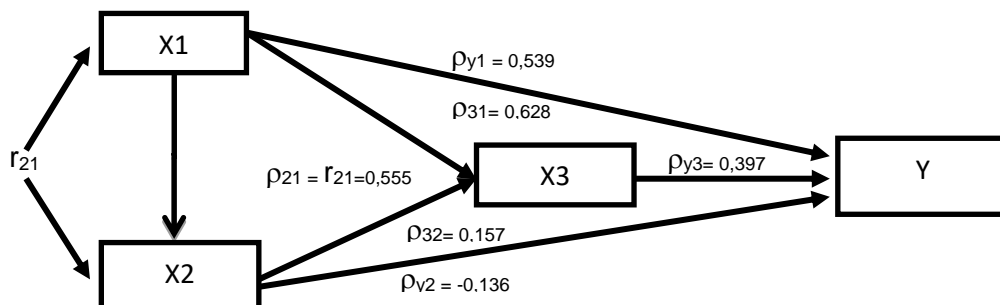 X1
ρy1 = 0,539
ρ31= 0,628
r21
ρ21 = r21=0,555
X3
ρy3= 0,397
Y
ρ32 = 0,157
X2
ρy2 = -0,136